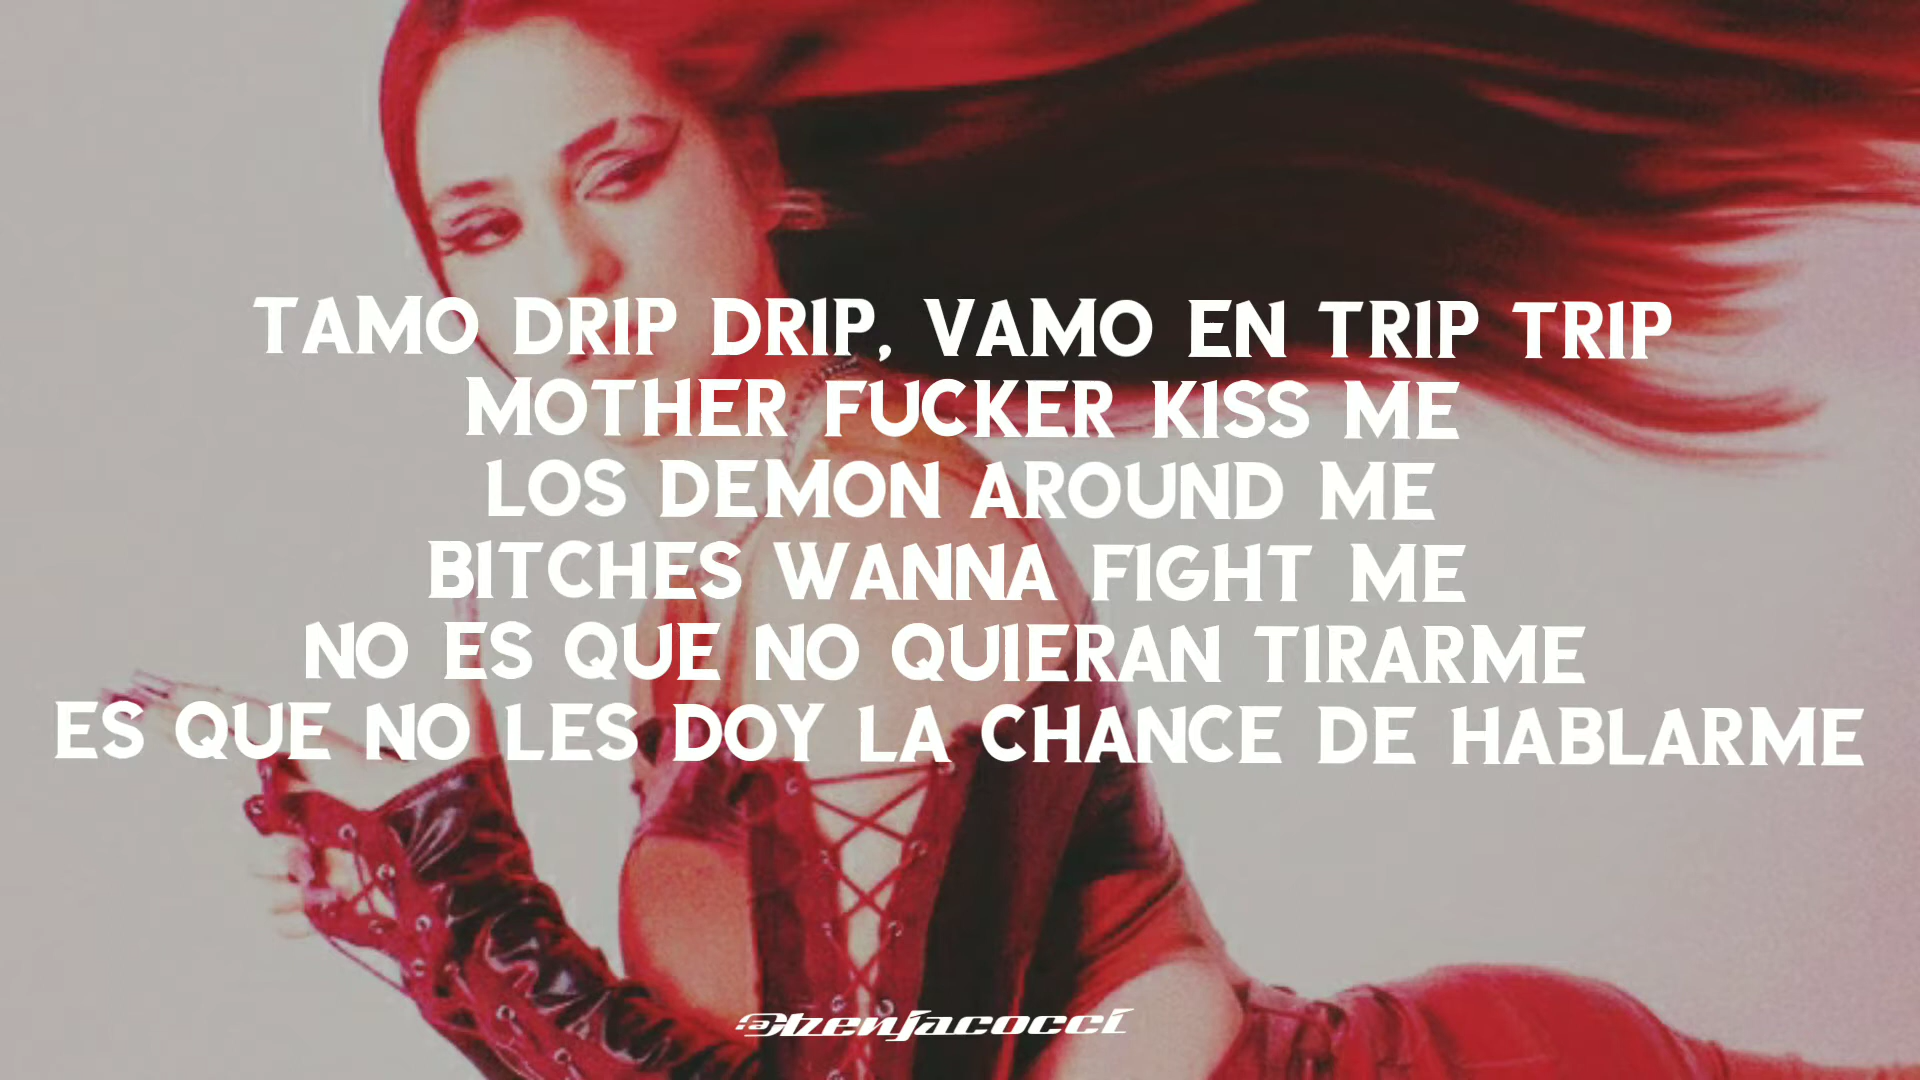 TAMO DRIP DRIP, VAMO EN TRIP TRIP
MOTHER FUCKER KISS ME
LOS DEMON AROUND ME
BITCHES WANNA FIGHT ME
NO ES QUE NO QUIERAN TIRARME
ES QUE NO LES DOY LA CHANCE DE HABLARME
@benjacocci